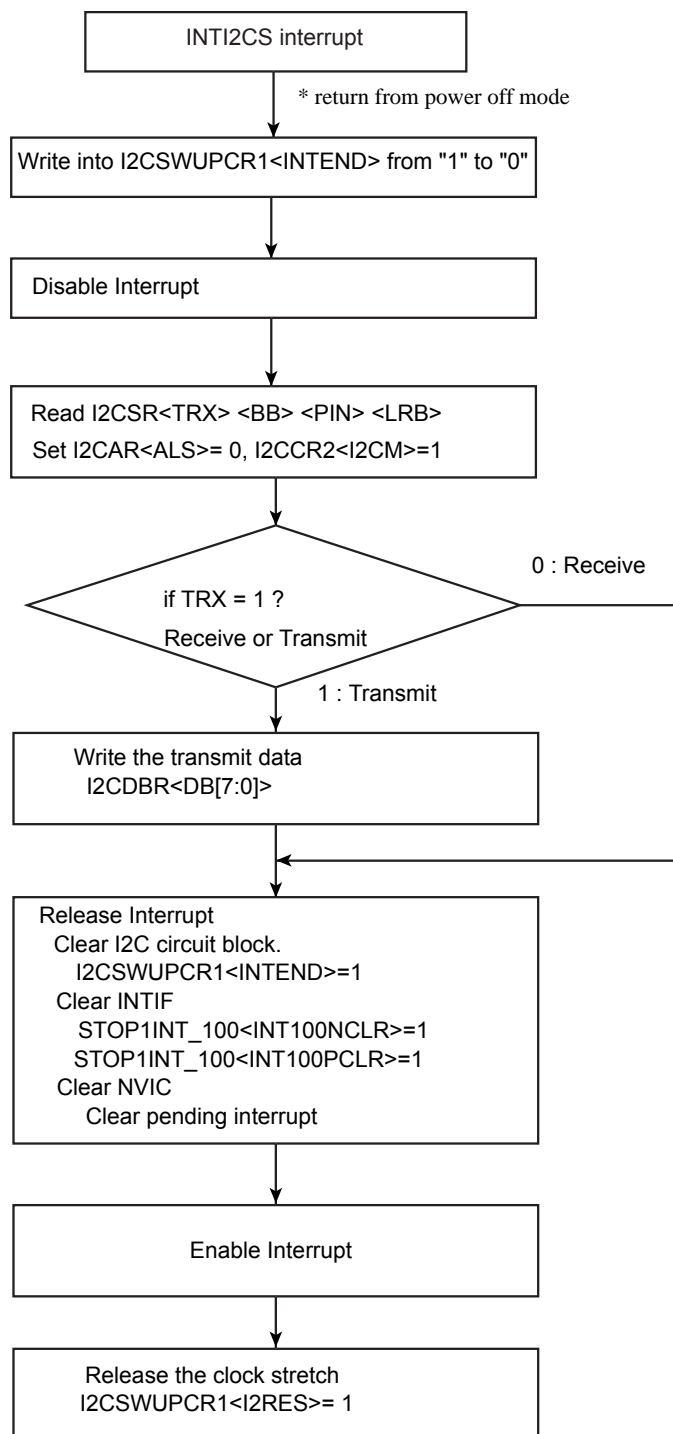 INTI2CS interrupt
* return from power off mode
Write into I2CSWUPCR1<INTEND> from "1" to "0"
Disable Interrupt
Read I2CSR<TRX> <BB> <PIN> <LRB>
Set I2CAR<ALS>= 0, I2CCR2<I2CM>=1
0 : Receive
if TRX = 1 ?
Receive or Transmit
1 : Transmit
Write the transmit data
I2CDBR<DB[7:0]>
Release Interrupt
Clear I2C circuit block.
I2CSWUPCR1<INTEND>=1
Clear INTIF
STOP1INT_100<INT100NCLR>=1
STOP1INT_100<INT100PCLR>=1
Clear NVIC
Clear pending interrupt
Enable Interrupt
Release the clock stretch
I2CSWUPCR1<I2RES>= 1